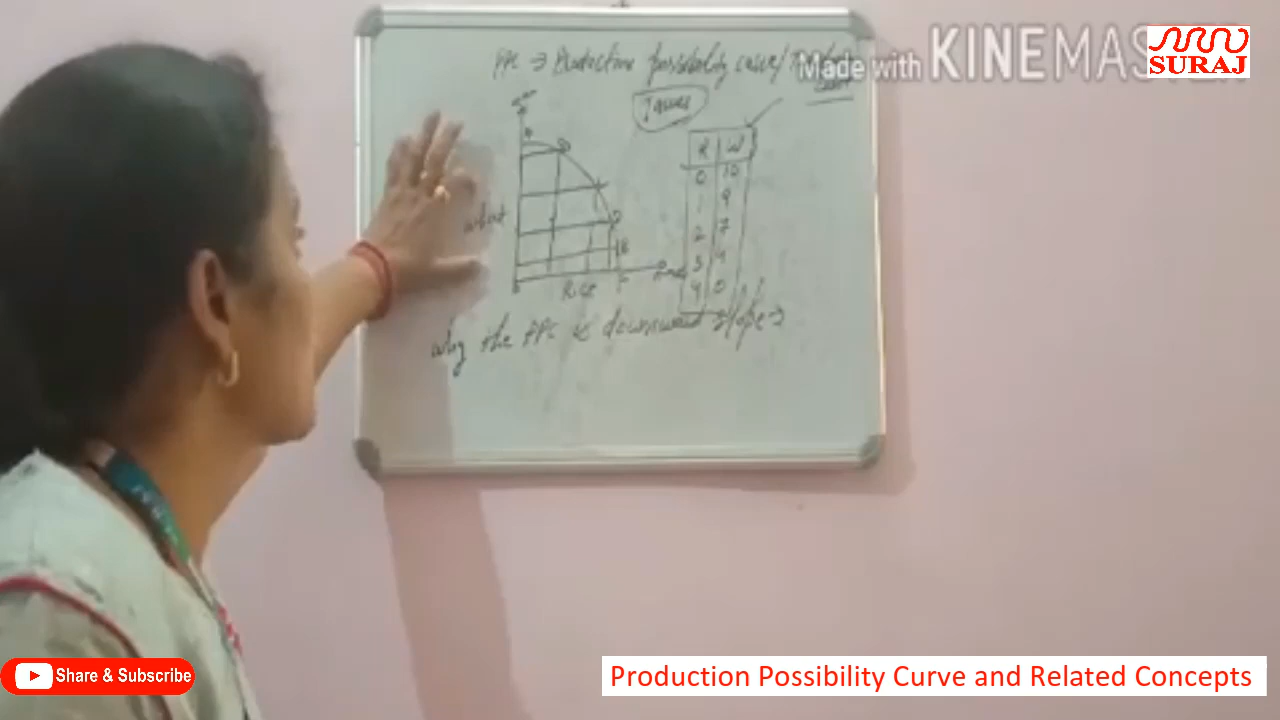 PPC ⇒ Production possibility curve/
Made with KINEMAS
SURAJ
R W
0 10
1 9
2 7
3 4
4 0
Rice
why the PPC is downward slope
Share & Subscribe
Production Possibility Curve and Related Concepts